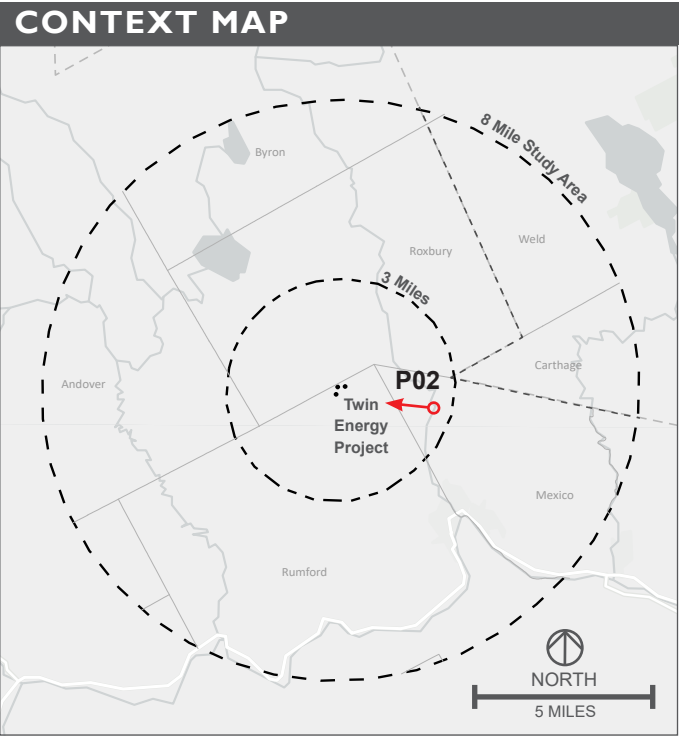 CONTEXT MAP
8 Mile Study Area
Byron
Roxbury
Weld
3 Miles
Carthage
P02
Andover
Twin
Energy
Project
Mexico
Rumford
NORTH
5 MILES